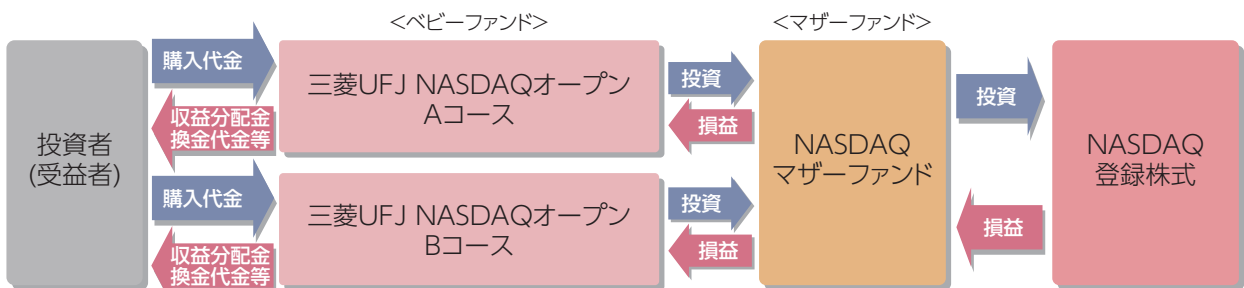 <ベビーファンド>
<マザーファンド>
投資者
(受益者)
購入代金
収益分配金
換金代金等
三菱UFJ NASDAQオープン
Aコース
投資
損益
購入代金
収益分配金
換金代金等
三菱UFJ NASDAQオープン
Bコース
投資
損益
NASDAQ
マザーファンド
投資
損益
NASDAQ
登録株式